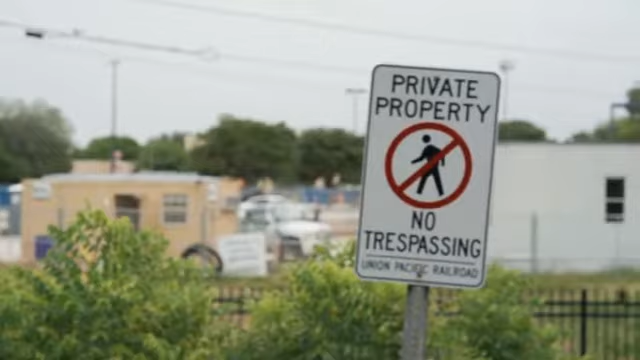 PRIVATE
PROPERTY
NO
TRESPASSING
UNION PACIFIC RAILROAD